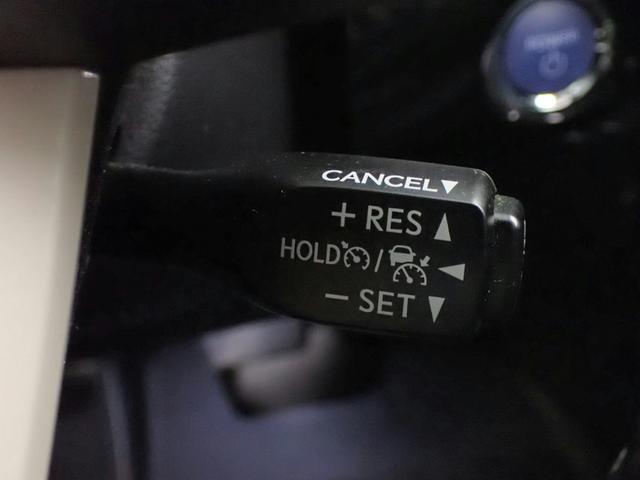 CANCEL▼
+ RES ▲
HOLD / ◀
− SET ▼